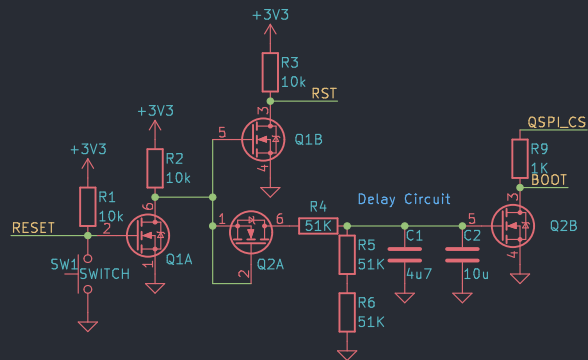 +3V3
R3
10k
RST
3
5
Q1B
4
+3V3
R2
10k
+3V3
R1
10k
RESET
2
6
Q1A
1
SW1
SWITCH
1
6
Q2A
2
R4
51K
Delay Circuit
R5
51K
R6
51K
C1
4u7
C2
10u
QSPI_CS
R9
1K
BOOT
3
5
Q2B
4